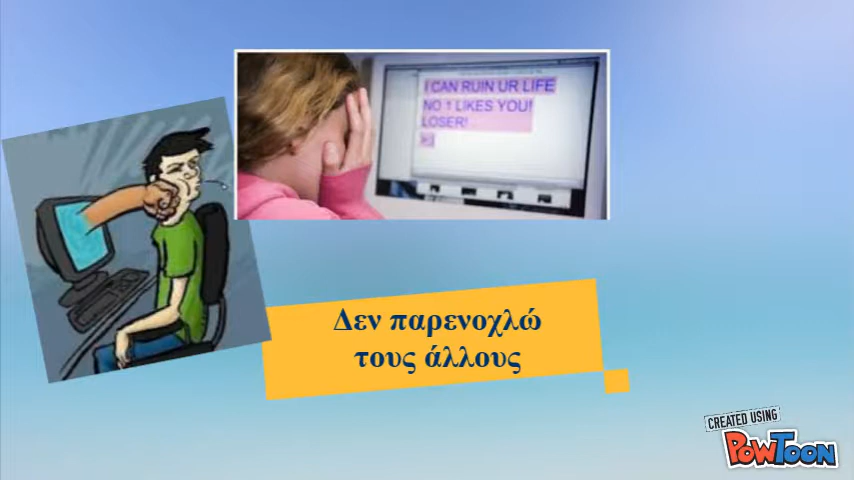 I CAN RUIN UR LIFE
NO 1 LIKES YOU!
LOSER!
Δεν παρενοχλώ
τους άλλους
CREATED USING
POWTOON